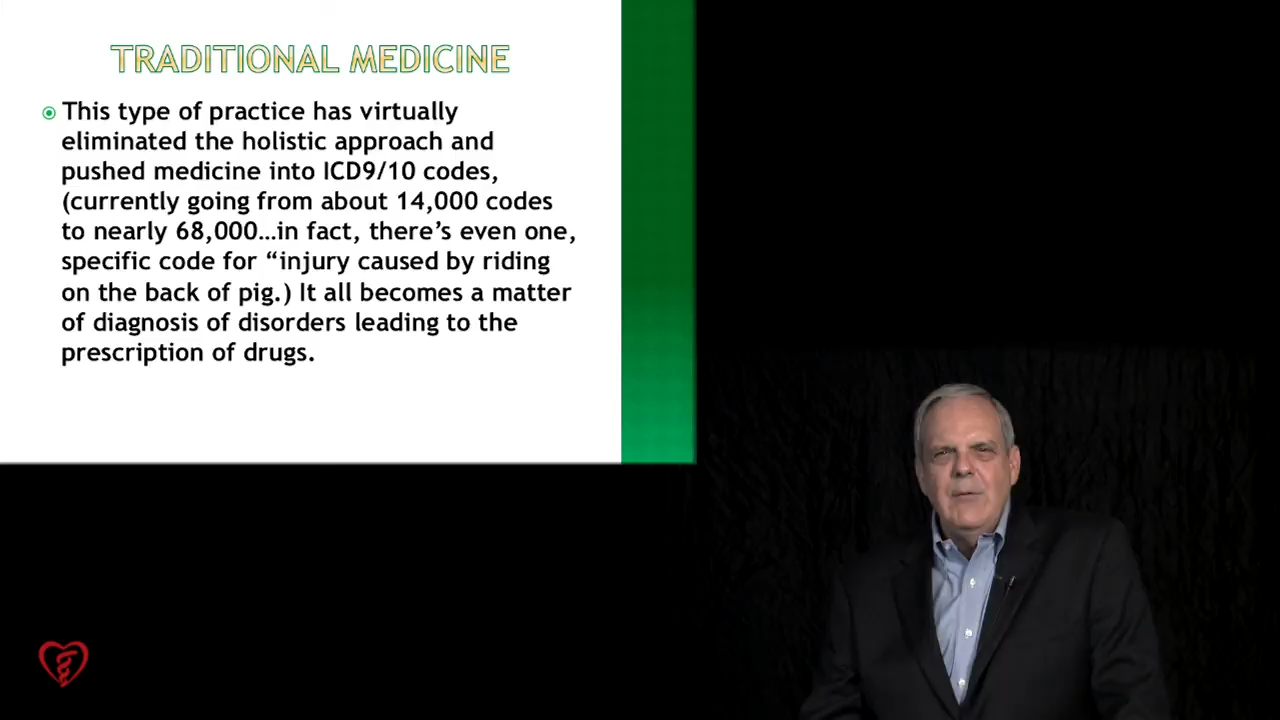 TRADITIONAL MEDICINE
This type of practice has virtually
eliminated the holistic approach and
pushed medicine into ICD9/10 codes,
(currently going from about 14,000 codes
to nearly 68,000…in fact, there’s even one,
specific code for “injury caused by riding
on the back of pig.) It all becomes a matter
of diagnosis of disorders leading to the
prescription of drugs.